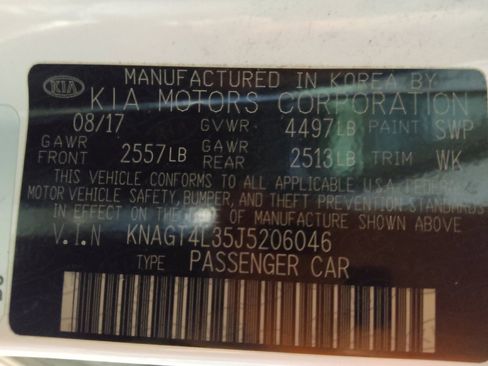 KIA
MANUFACTURED IN KOREA BY
KIA MOTORS CORPORATION
08/17 GVWR 4497LB PAINT SWP
GAWR FRONT 2557LB GAWR REAR 2513LB TRIM WK
THIS VEHICLE CONFORMS TO ALL APPLICABLE U.S.A. FEDERAL
MOTOR VEHICLE SAFETY, BUMPER, AND THEFT PREVENTION STANDARDS
IN EFFECT ON THE DATE OF MANUFACTURE SHOWN ABOVE.
V.I.N KNAGT4L35J5206046
TYPE PASSENGER CAR